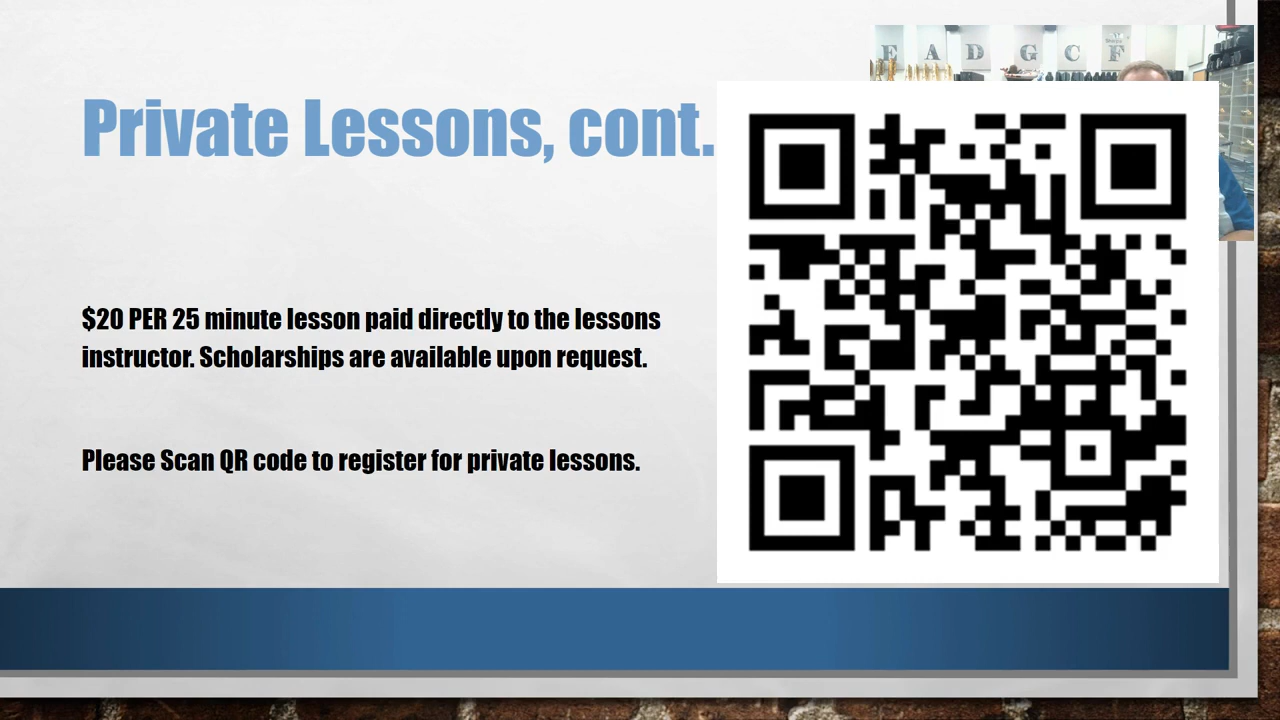 E A D G C F
Private Lessons, cont.
$20 PER 25 minute lesson paid directly to the lessons
instructor. Scholarships are available upon request.
Please Scan QR code to register for private lessons.